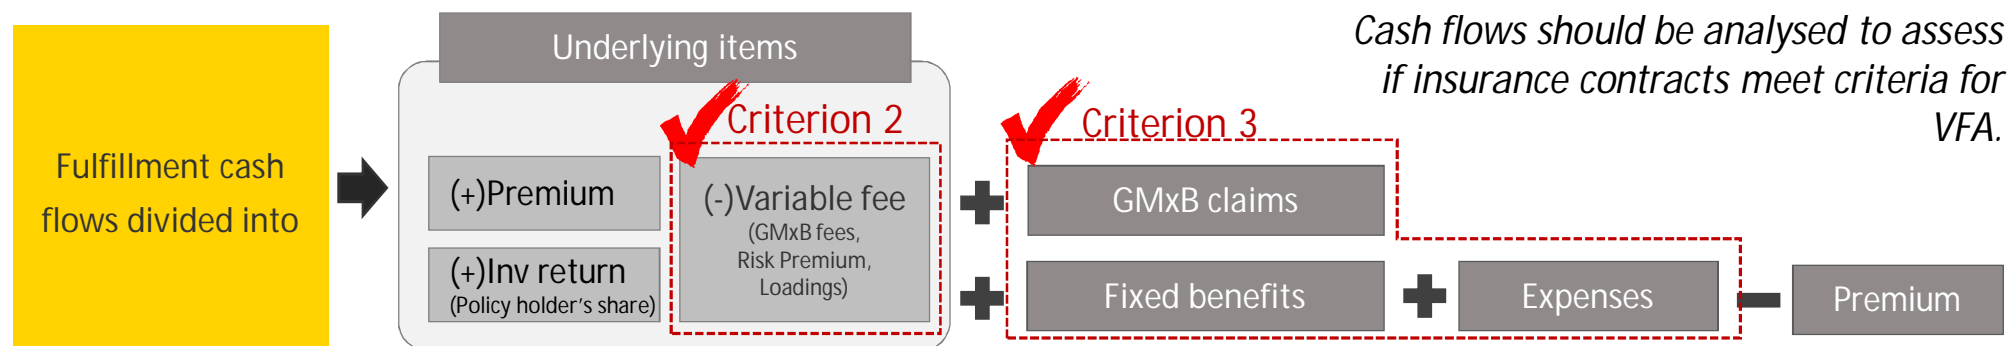 Fulfillment cash
flows divided into
Underlying items
(+)Premium
(+)Inv return
(Policy holder's share)
Criterion 2
(-)Variable fee
(GMxB fees,
Risk Premium,
Loadings)
Criterion 3
GMxB claims
Fixed benefits
Expenses
Premium
Cash flows should be analysed to assess
if insurance contracts meet criteria for
VFA.